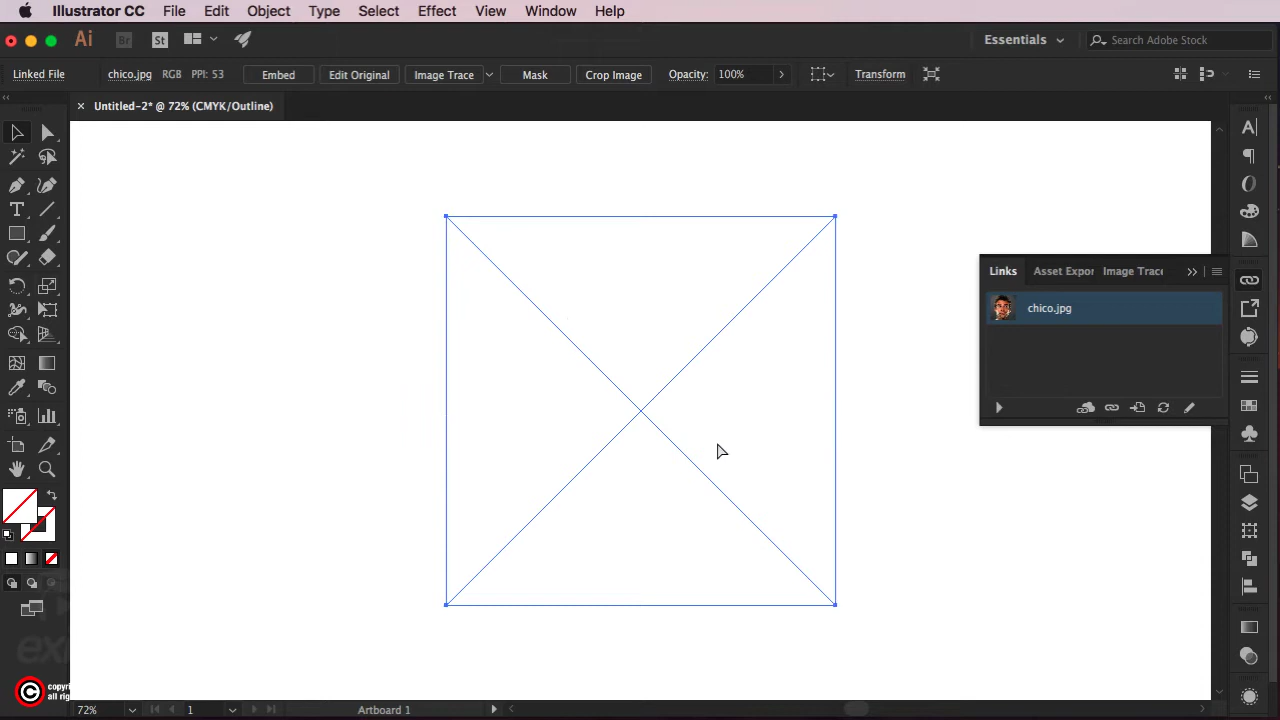 Illustrator CC File Edit Object Type Select Effect View Window Help
Ai Br St Essentials Search Adobe Stock
Linked File chico.jpg RGB PPI: 53 Embed Edit Original Image Trace Mask Crop Image Opacity: 100% Transform
× Untitled-2* @ 72% (CMYK/Outline)
Links Asset Expor Image Trac
chico.jpg
72% 1 Artboard 1